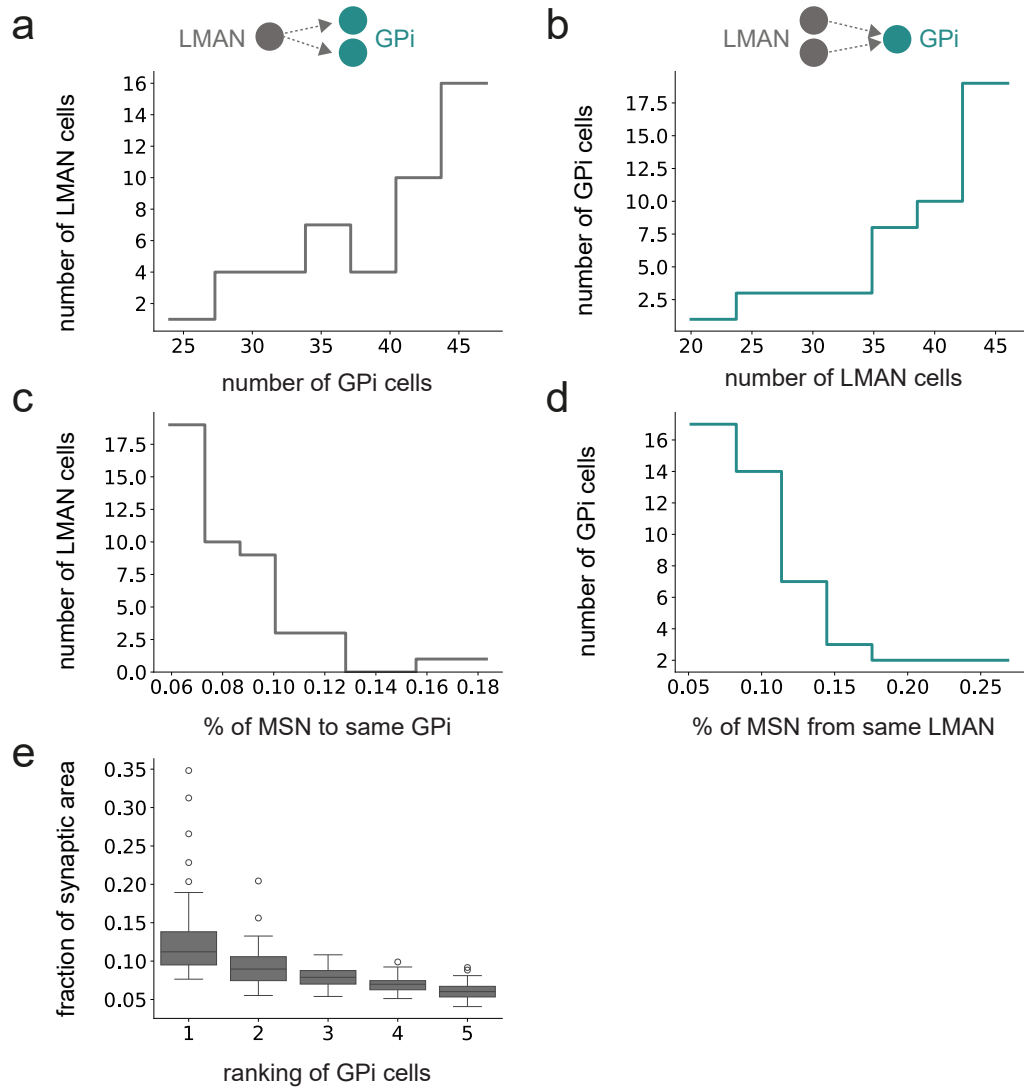 a
LMAN
GPi
number of LMAN cells
16
14
12
10
8
6
4
2
25 30 35 40 45
number of GPi cells
b
LMAN
GPi
number of GPi cells
17.5
15.0
12.5
10.0
7.5
5.0
2.5
20 25 30 35 40 45
number of LMAN cells
c
number of LMAN cells
17.5
15.0
12.5
10.0
7.5
5.0
2.5
0.0
0.06 0.08 0.10 0.12 0.14 0.16 0.18
% of MSN to same GPi
d
number of GPi cells
16
14
12
10
8
6
4
2
0.05 0.10 0.15 0.20 0.25
% of MSN from same LMAN
e
fraction of synaptic area
0.35
0.30
0.25
0.20
0.15
0.10
0.05
1 2 3 4 5
ranking of GPi cells